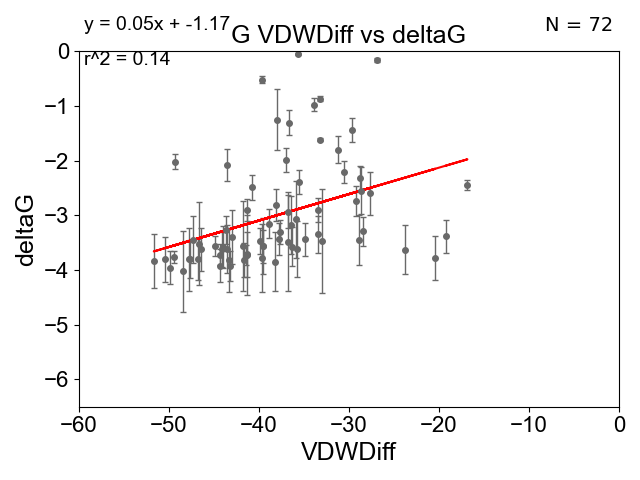 y = 0.05x + -1.17
N = 72
G VDWDiff vs deltaG
r^2 = 0.14
0
−1
−2
−3
−4
−5
−6
deltaG
−60
−50
−40
−30
−20
−10
0
VDWDiff